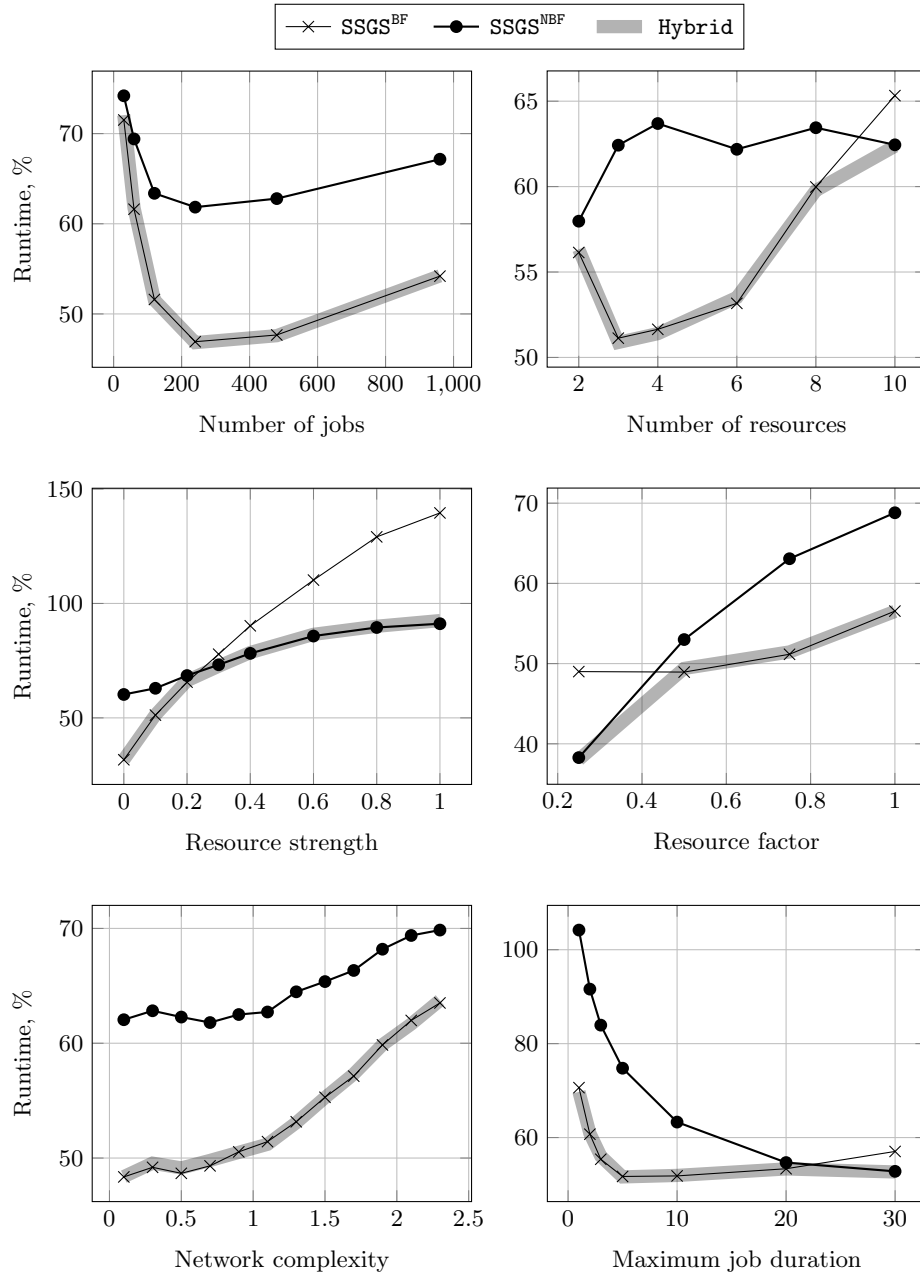 SSGS^BF SSGS^NBF Hybrid
Runtime, %
70
60
50
0 200 400 600 800 1,000
Number of jobs
65
60
55
50
2 4 6 8 10
Number of resources
Runtime, %
150
100
50
0 0.2 0.4 0.6 0.8 1
Resource strength
70
60
50
40
0.2 0.4 0.6 0.8 1
Resource factor
Runtime, %
70
60
50
0 0.5 1 1.5 2 2.5
Network complexity
100
80
60
0 10 20 30
Maximum job duration